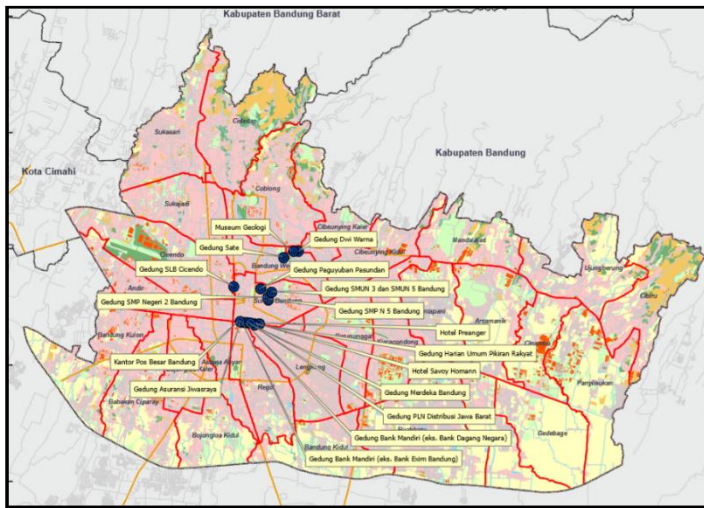 Kabupaten Bandung Barat
Kabupaten Bandung
Kota Cimahi
Sukasari
Cidadap
Sukajadi
Coblong
Museum Geologi
Gedung Dwi Warna
Gedung Sate
Mandalajati
Cicendo
Ujungberung
Gedung SLB Cicendo
Gedung Paguyuban Pasundan
Cibiru
Andir
Gedung SMUN 3 dan SMUN 5 Bandung
Gedung SMP Negeri 2 Bandung
Gedung SMP N 5 Bandung
Arcamanik
Bandung Kulon
Hotel Preanger
Cinambo
Gedung Harian Umum Pikiran Rakyat
Kantor Pos Besar Bandung
Lengkong
Hotel Savoy Homann
Panyileukan
Gedung Asuransi Jiwasraya
Regol
Gedung Merdeka Bandung
Babakan Ciparay
Gedung PLN Distribusi Jawa Barat
Bojongloa Kidul
Gedung Bank Mandiri (eks. Bank Dagang Negara)
Gedebage
Bandung Kidul
Gedung Bank Mandiri (eks. Bank Exim Bandung)